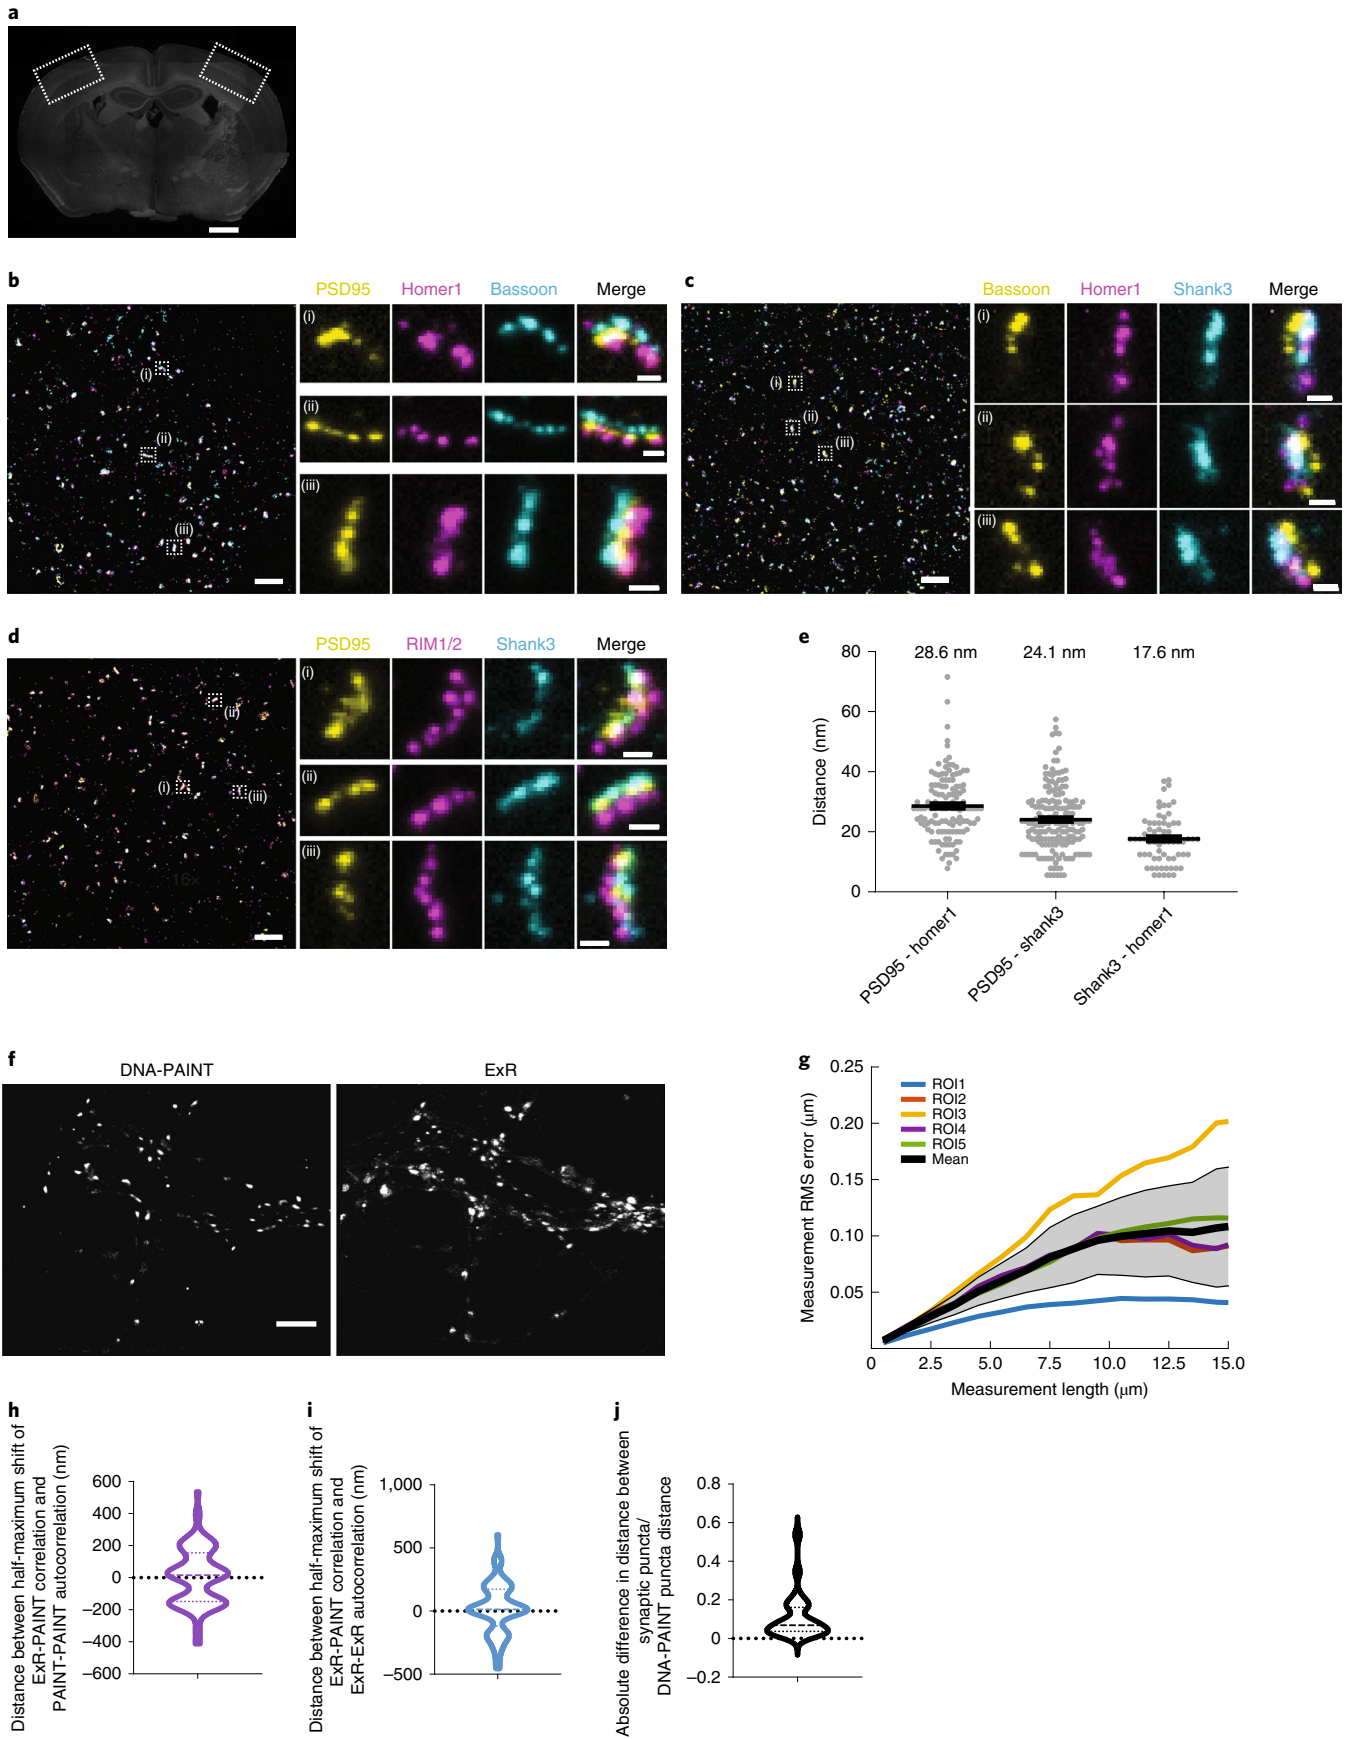 a
b
PSD95 Homer1 Bassoon Merge
(i)
(ii)
(iii)
(i)
(ii)
(iii)
c
Bassoon Homer1 Shank3 Merge
(i)
(ii)
(iii)
(i)
(ii)
(iii)
d
PSD95 RIM1/2 Shank3 Merge
(ii)
(i)
(iii)
16×
(i)
(ii)
(iii)
e
28.6 nm 24.1 nm 17.6 nm
Distance (nm)
80
60
40
20
0
PSD95 - homer1
PSD95 - shank3
Shank3 - homer1
f
DNA-PAINT
ExR
g
Measurement RMS error (µm)
0.25
0.20
0.15
0.10
0.05
ROI1
ROI2
ROI3
ROI4
ROI5
Mean
0 2.5 5.0 7.5 10.0 12.5 15.0
Measurement length (µm)
h
Distance between half-maximum shift of
ExR-PAINT correlation and
PAINT-PAINT autocorrelation (nm)
600
400
200
0
−200
−400
−600
i
Distance between half-maximum shift of
ExR-PAINT correlation and
ExR-ExR autocorrelation (nm)
1,000
500
0
−500
j
Absolute difference in distance between
synaptic puncta/
DNA-PAINT puncta distance
0.8
0.6
0.4
0.2
0
−0.2